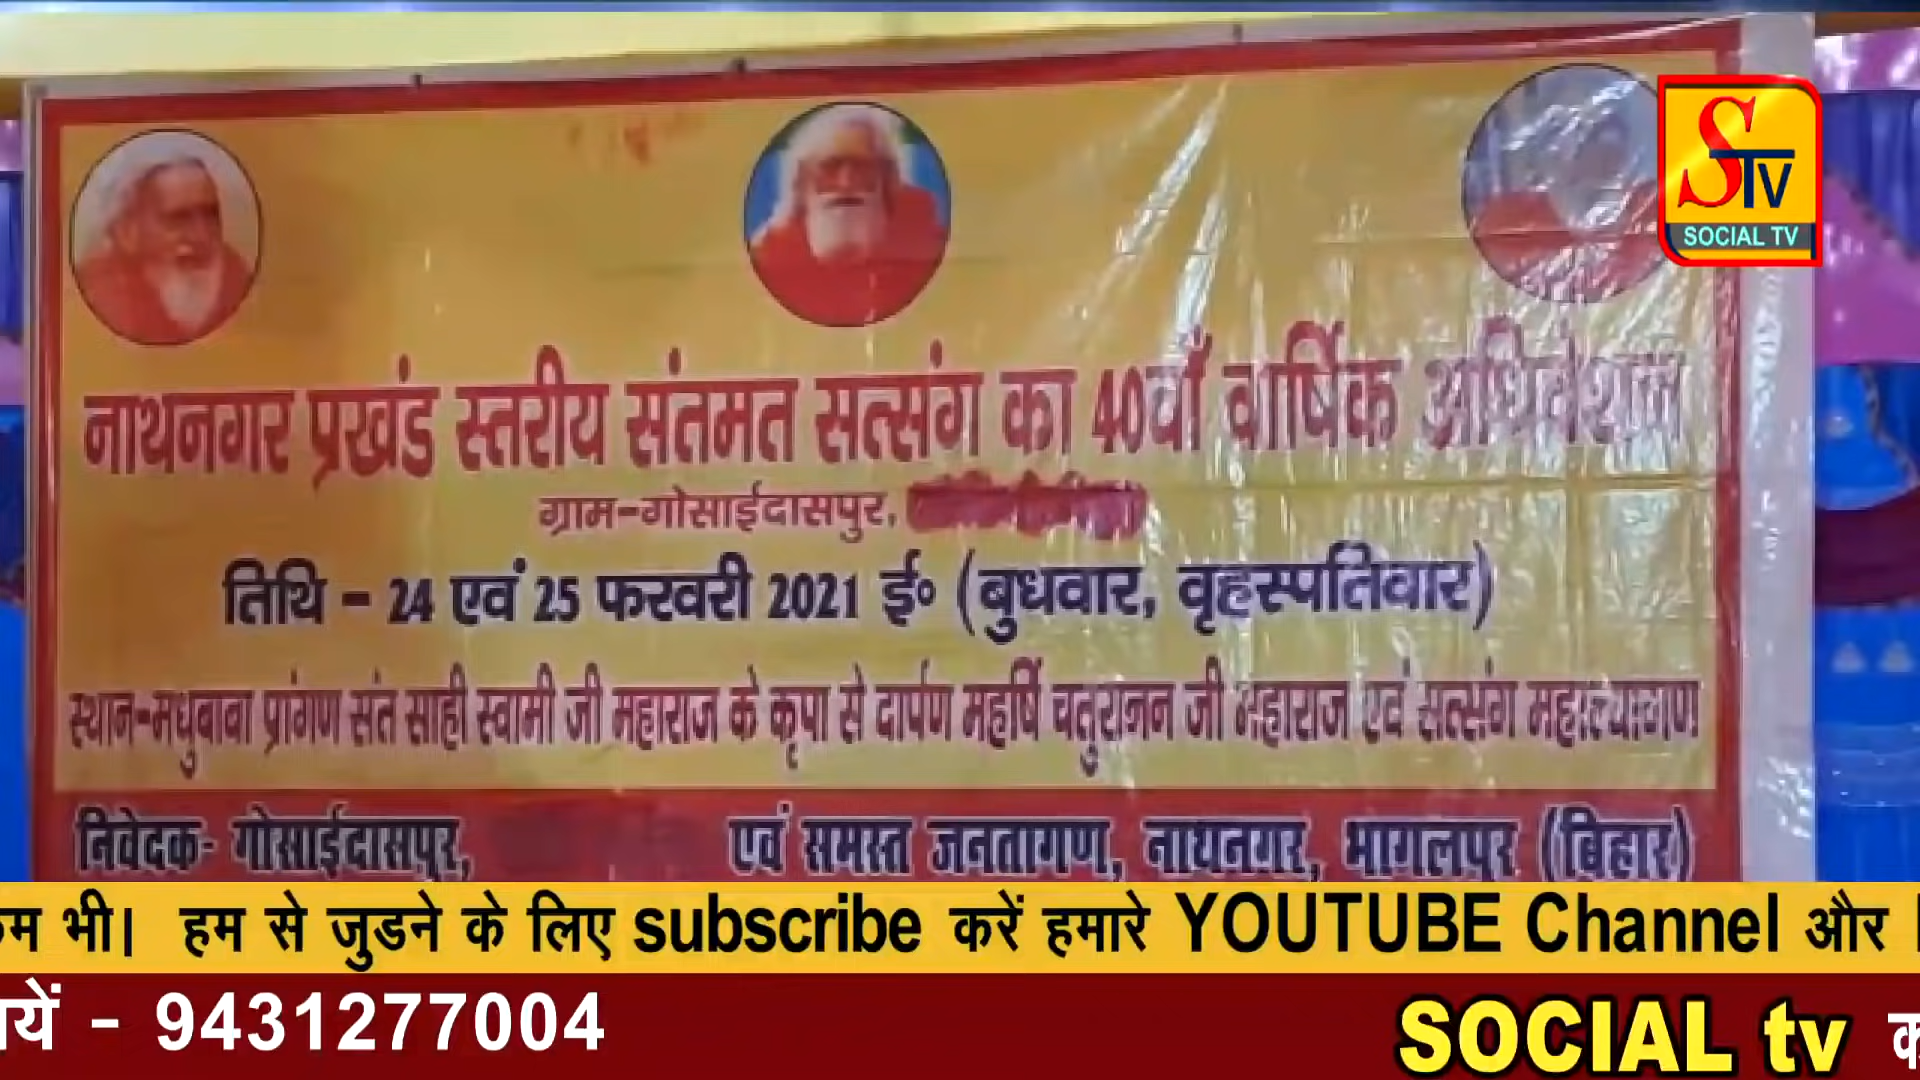 STV
SOCIAL TV
नाथनगर प्रखंड स्तरीय संतमत सत्संग का 40वाँ वार्षिक अधिवेशन
ग्राम-गोसाईदासपुर,
तिथि - 24 एवं 25 फरवरी 2021 ई० (बुधवार, वृहस्पतिवार)
स्थान-मधुबावा प्रांगण संत साही स्वामी जी महाराज के कृपा से दार्पण महर्षि चतुरानन जी महाराज एवं सत्संग
निवेदक- गोसाईदासपुर, एवं समस्त जनतागण, नाथनगर, भागलपुर (बिहार)
भी। हम से जुडने के लिए subscribe करें हमारे YOUTUBE Channel और
- 9431277004 SOCIAL tv